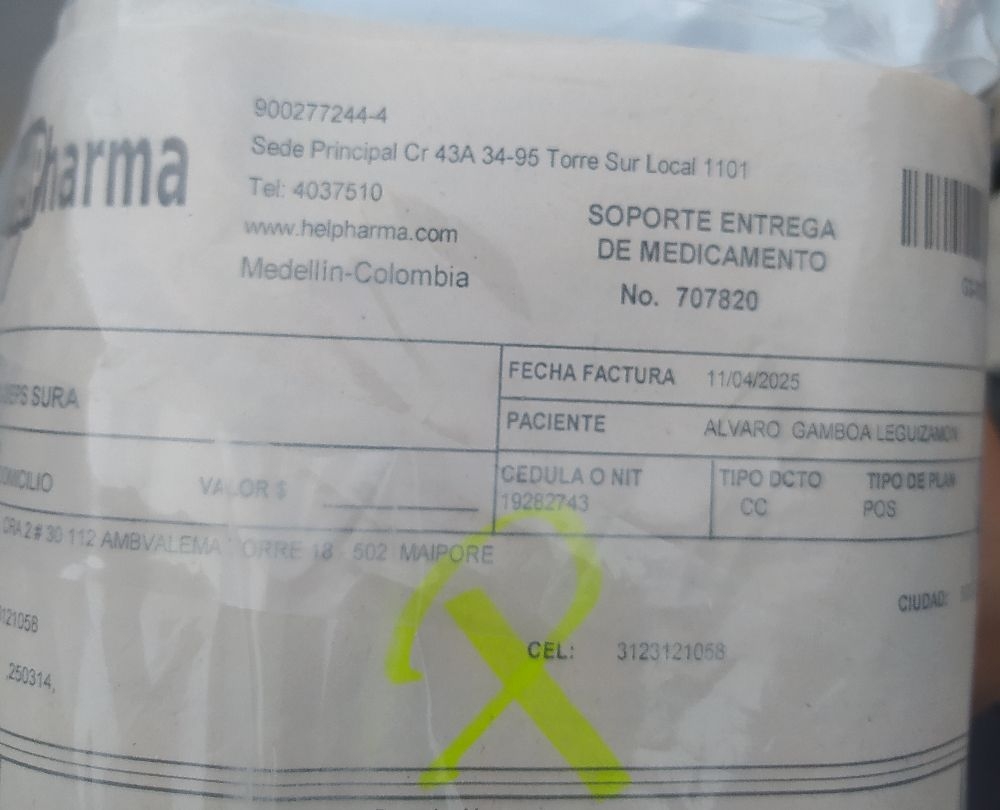 harma
900277244-4
Sede Principal Cr 43A 34-95 Torre Sur Local 1101
Tel: 4037510
www.helpharma.com
Medellín-Colombia
SOPORTE ENTREGA
DE MEDICAMENTO
No. 707820
EPS SURA
FECHA FACTURA 11/04/2025
PACIENTE ALVARO GAMBOA LEGUIZAMON
OMICILIO VALOR $
CEDULA O NIT TIPO DCTO TIPO DE PLAN
19282743 CC POS
CRA 2 # 30 112 AMBVALEMA ORRE 18 502 MAIPORE
CIUDAD:
121058
CEL: 3123121058
.250314,